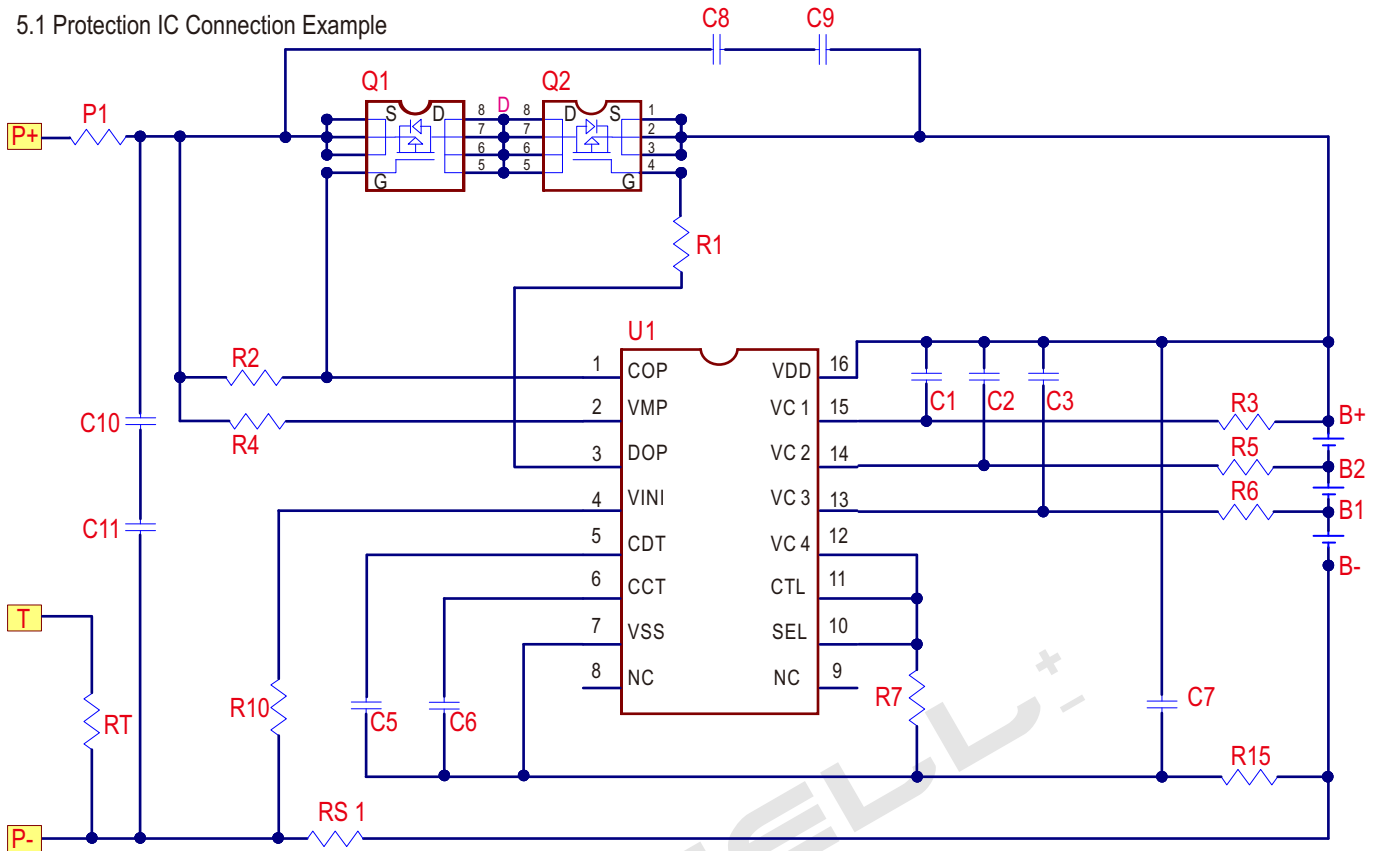 5.1 Protection IC Connection Example
C8 C9
Q1 Q2
P1
P+
S D 8 D 8 D S 1
7 7 2
6 6 3
5 5 4
G G
R1
U1
R2 1 COP VDD 16
C1 C2 C3
2 VMP VC 1 15 R3 B+
C10 R4
3 DOP VC 2 14 R5 B2
4 VINI VC 3 13 R6 B1
C11
5 CDT VC 4 12 B-
6 CCT CTL 11
T
7 VSS SEL 10
8 NC NC 9
RT R10 C5 C6 R7 C7
R15
RS 1
P-